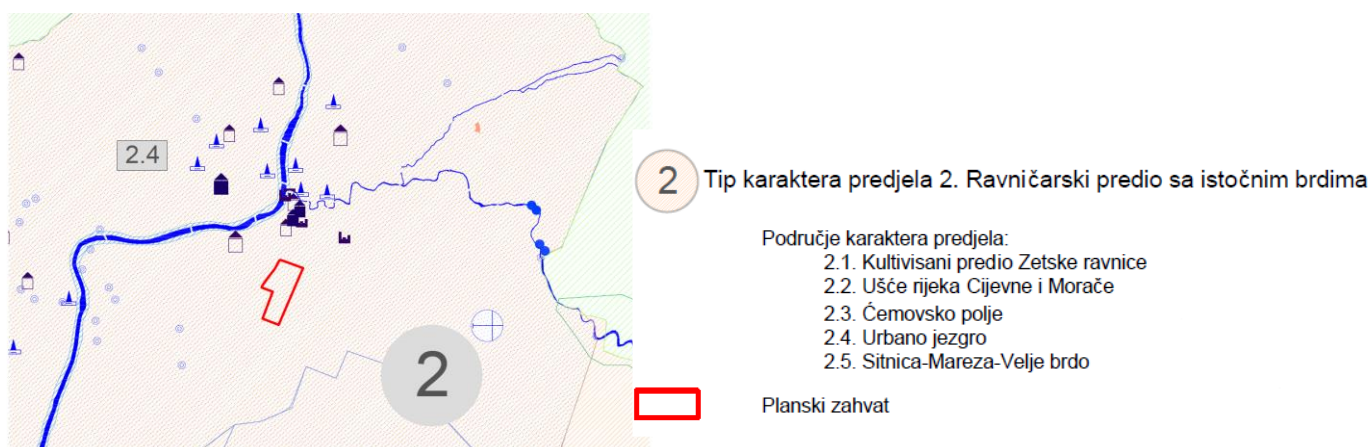 2.4
2
2 Tip karaktera predjela 2. Ravničarski predio sa istočnim brdima
Područje karaktera predjela:
2.1. Kultivisani predio Zetske ravnice
2.2. Ušće rijeka Cijevne i Morače
2.3. Ćemovsko polje
2.4. Urbano jezgro
2.5. Sitnica-Mareza-Velje brdo
Planski zahvat